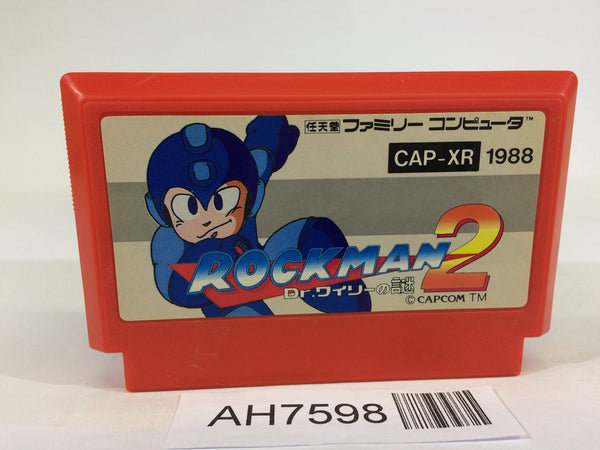 任天堂 ファミリー コンピュータ™
CAP-XR 1988
ROCKMAN 2
Dr.ワイリーの謎
©CAPCOM TM
AH7598